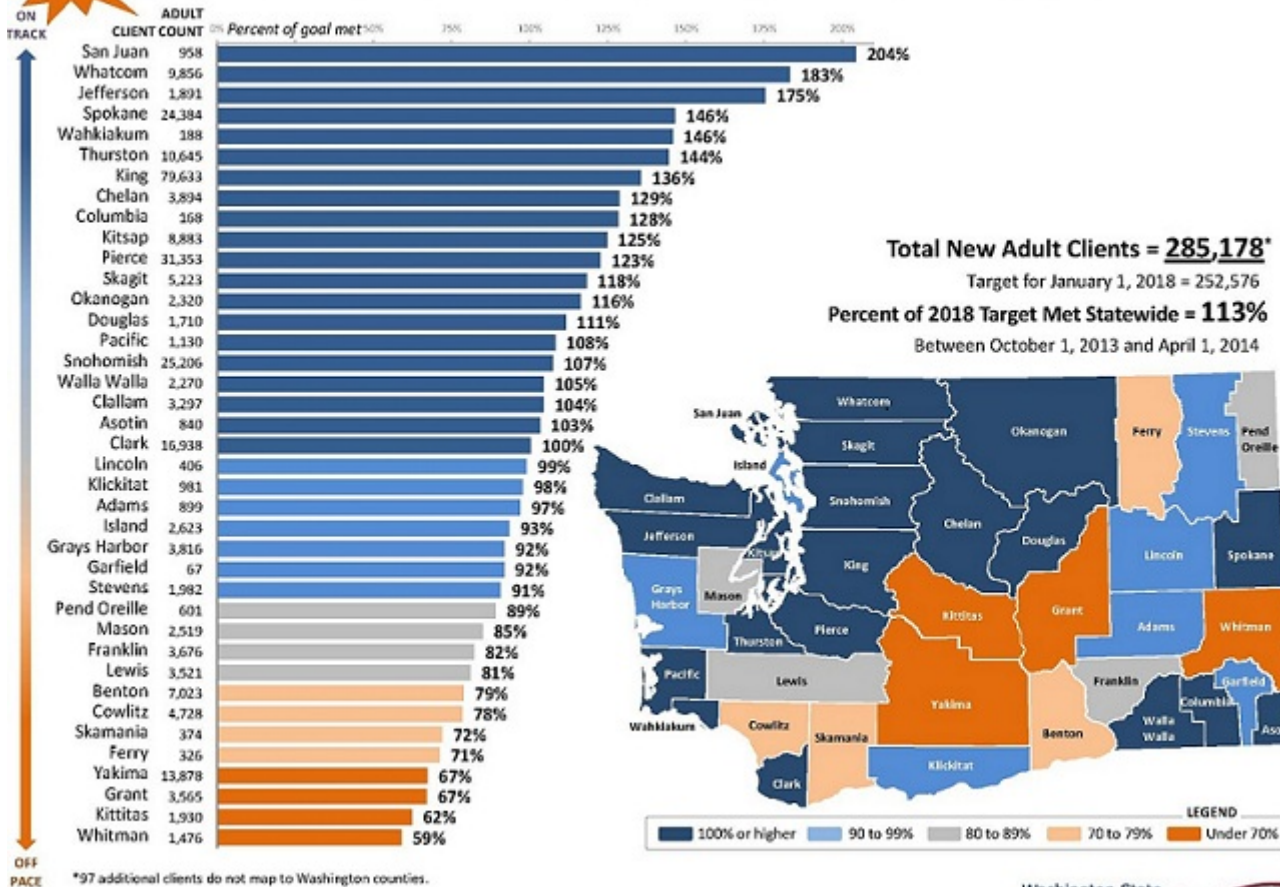 ON
TRACK
ADULT
CLIENT COUNT
0% Percent of goal met 50% 75% 100% 125% 150% 175% 200%
San Juan 958 204%
Whatcom 9,856 183%
Jefferson 1,891 175%
Spokane 24,384 146%
Wahkiakum 188 146%
Thurston 10,645 144%
King 79,633 136%
Chelan 3,894 129%
Columbia 168 128%
Kitsap 8,883 125%
Pierce 31,353 123%
Skagit 5,223 118%
Okanogan 2,320 116%
Douglas 1,710 111%
Pacific 1,130 108%
Snohomish 25,206 107%
Walla Walla 2,270 105%
Clallam 3,297 104%
Asotin 840 103%
Clark 16,938 100%
Lincoln 406 99%
Klickitat 981 98%
Adams 899 97%
Island 2,623 93%
Grays Harbor 3,816 92%
Garfield 67 92%
Stevens 1,982 91%
Pend Oreille 601 89%
Mason 2,519 85%
Franklin 3,676 82%
Lewis 3,521 81%
Benton 7,023 79%
Cowlitz 4,728 78%
Skamania 374 72%
Ferry 326 71%
Yakima 13,878 67%
Grant 3,565 67%
Kittitas 1,930 62%
Whitman 1,476 59%
OFF
PACE
*97 additional clients do not map to Washington counties.
Total New Adult Clients = 285,178*
Target for January 1, 2018 = 252,576
Percent of 2018 Target Met Statewide = 113%
Between October 1, 2013 and April 1, 2014
San Juan
Whatcom
Okanogan
Ferry
Stevens
Pend
Oreille
Skagit
Island
Clallam
Snohomish
Chelan
Jefferson
Douglas
Kitsap
King
Lincoln
Spokane
Grays
Harbor
Mason
Kittitas
Grant
Adams
Whitman
Thurston
Pierce
Pacific
Lewis
Yakima
Franklin
Garfield
Columbia
Walla
Walla
Aso
Wahkiakum
Cowlitz
Skamania
Benton
Clark
Klickitat
LEGEND
100% or higher
90 to 99%
80 to 89%
70 to 79%
Under 70%
Washington State